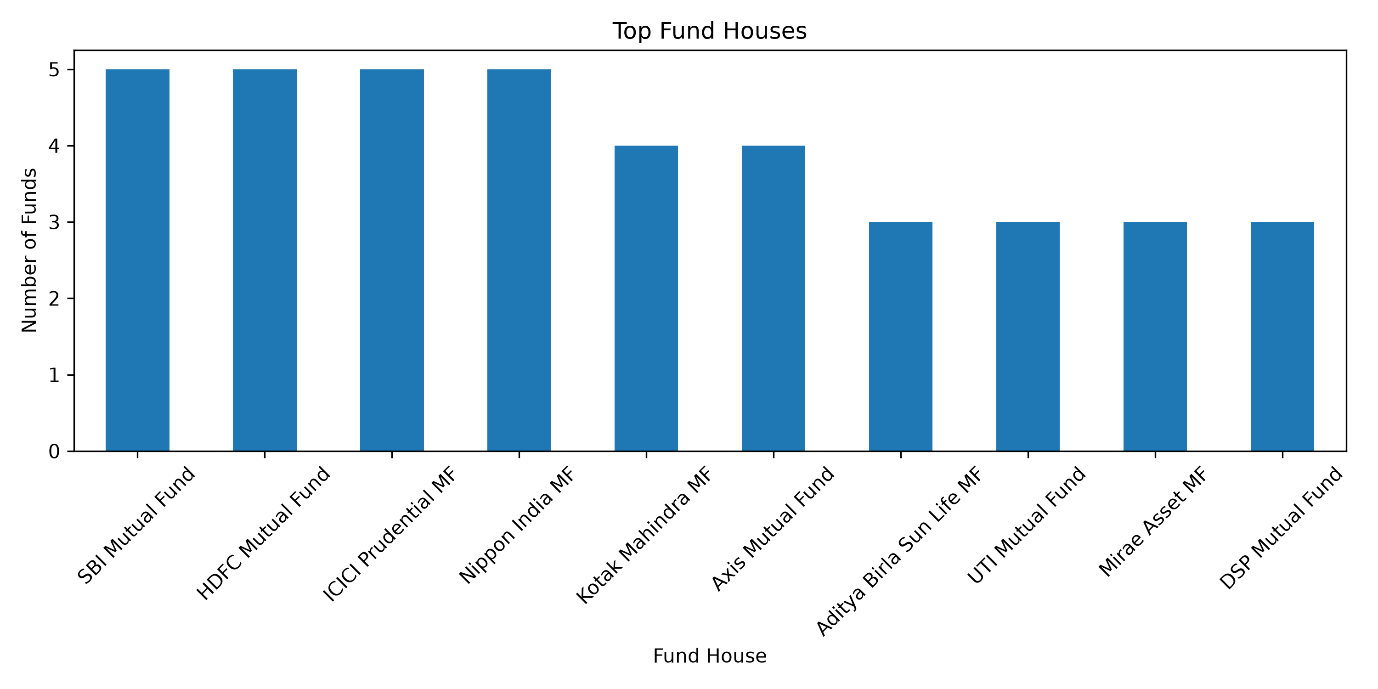 Top Fund Houses
Number of Funds
5
4
3
2
1
0
SBI Mutual Fund
HDFC Mutual Fund
ICICI Prudential MF
Nippon India MF
Kotak Mahindra MF
Axis Mutual Fund
Aditya Birla Sun Life MF
UTI Mutual Fund
Mirae Asset MF
DSP Mutual Fund
Fund House